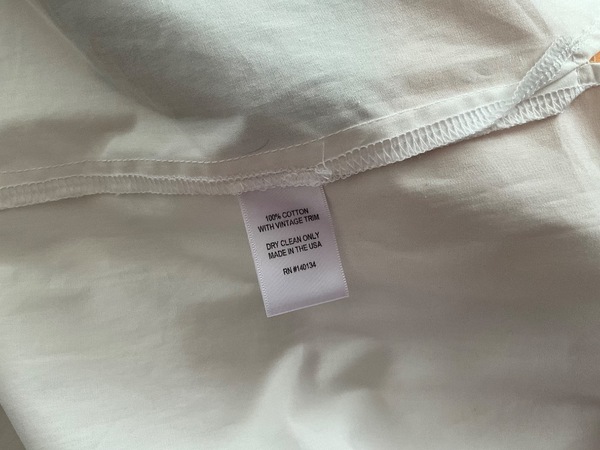 100% COTTON
WITH VINTAGE TRIM
DRY CLEAN ONLY
MADE IN THE USA
RN #140134